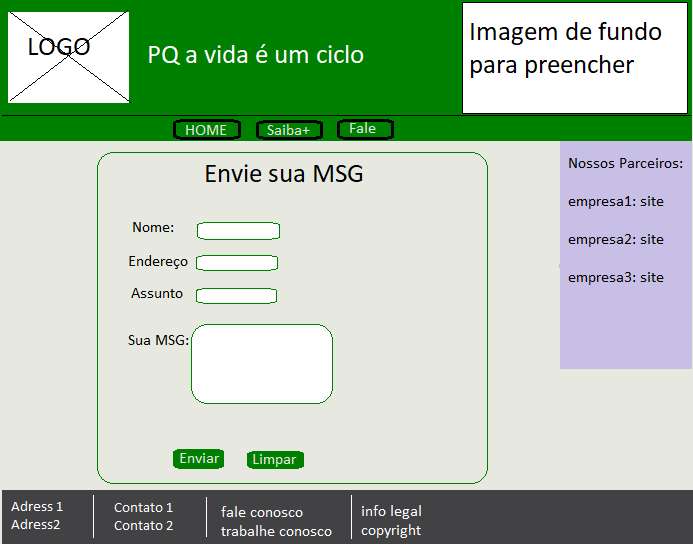 LOGO
PQ a vida é um ciclo
Imagem de fundo
para preencher
HOME
Saiba+
Fale
Envie sua MSG
Nome:
Endereço
Assunto
Sua MSG:
Enviar
Limpar
Nossos Parceiros:
empresa1: site
empresa2: site
empresa3: site
Adress 1
Adress2
Contato 1
Contato 2
fale conosco
trabalhe conosco
info legal
copyright